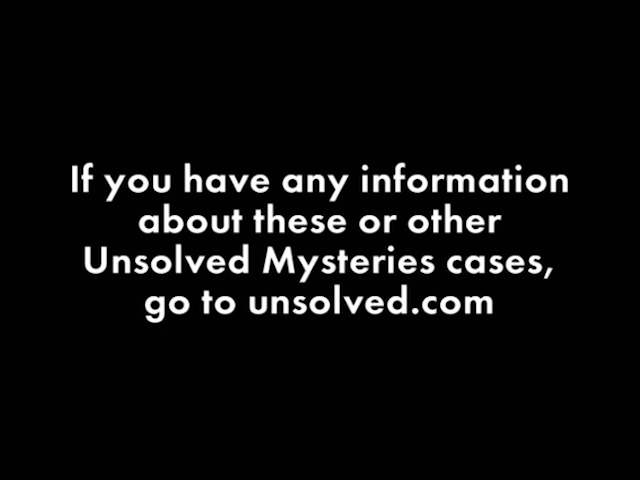 If you have any information
about these or other
Unsolved Mysteries cases,
go to unsolved.com